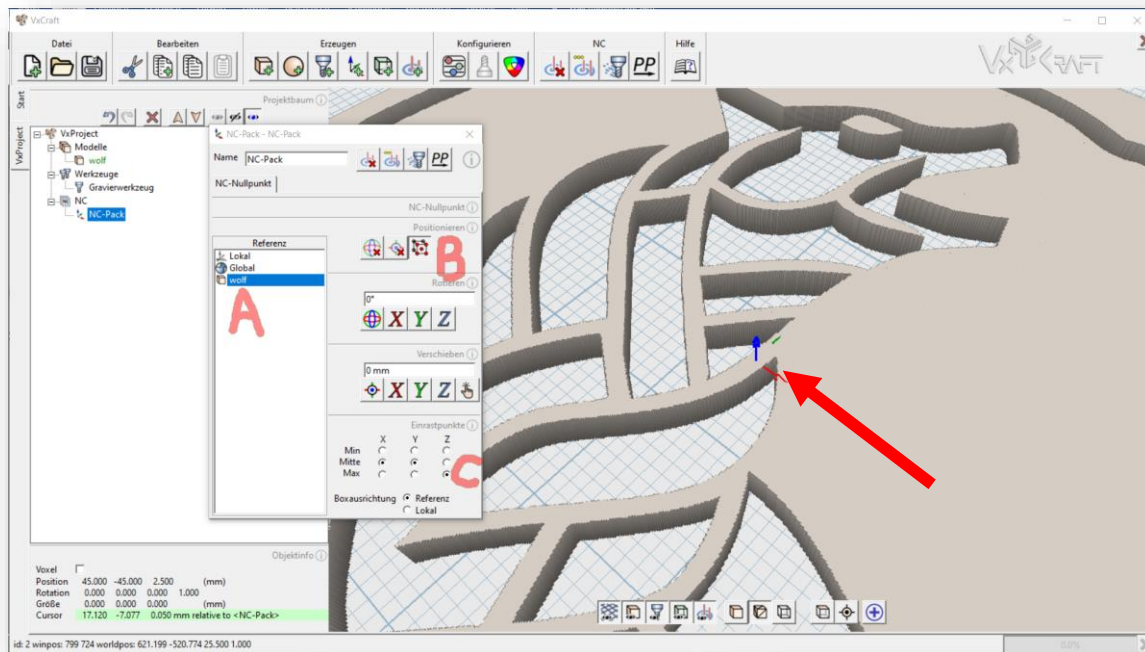 VxCraft
Datei Bearbeiten Erzeugen Konfigurieren NC Hilfe
PP
VxCRAFT
Start
VxProject
Projektbaum
VxProject
Modelle
wolf
Werkzeuge
Gravierwerkzeug
NC
NC-Pack
NC-Pack - NC-Pack
Name NC-Pack PP
NC-Nullpunkt
NC-Nullpunkt
Positionieren
Referenz
Lokal
Global
wolf
A
B
Rotieren
0°
X Y Z
Verschieben
0 mm
X Y Z
Einrastpunkte
X Y Z
Min
Mitte
Max
C
Boxausrichtung Referenz
Lokal
Objektinfo
Voxel
Position 45.000 -45.000 2.500 (mm)
Rotation 0.000 0.000 0.000 1.000
Größe 0.000 0.000 0.000 (mm)
Cursor 17.120 -7.077 0.050 mm relative to <NC-Pack>
id: 2 winpos: 799 724 worldpos: 621.199 -520.774 25.500 1.000
0.0%